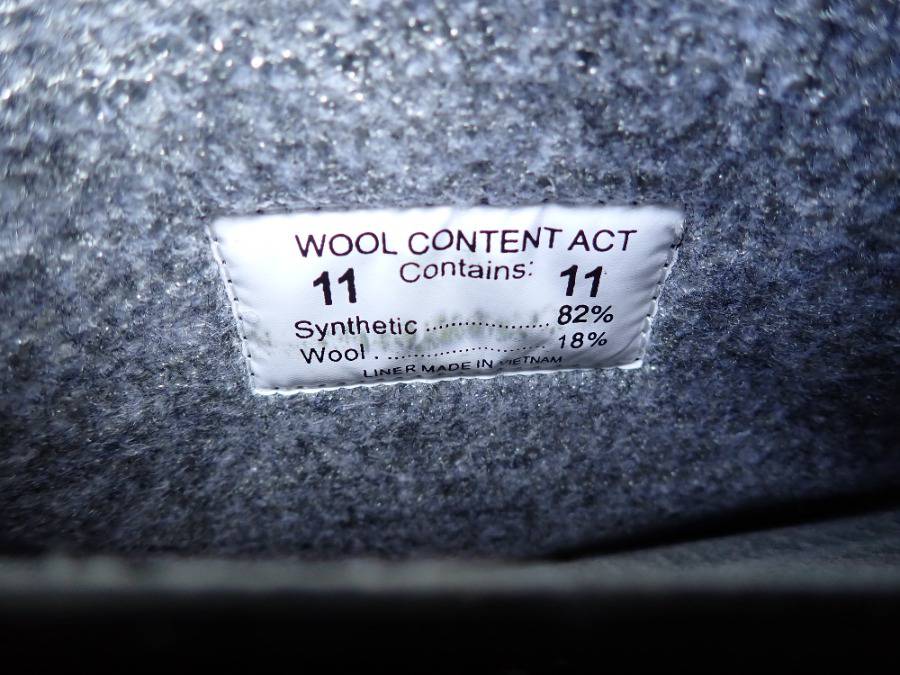 WOOL CONTENT ACT
11 Contains: 11
Synthetic .................... 82%
Wool . ......................... 18%
LINER MADE IN VIETNAM